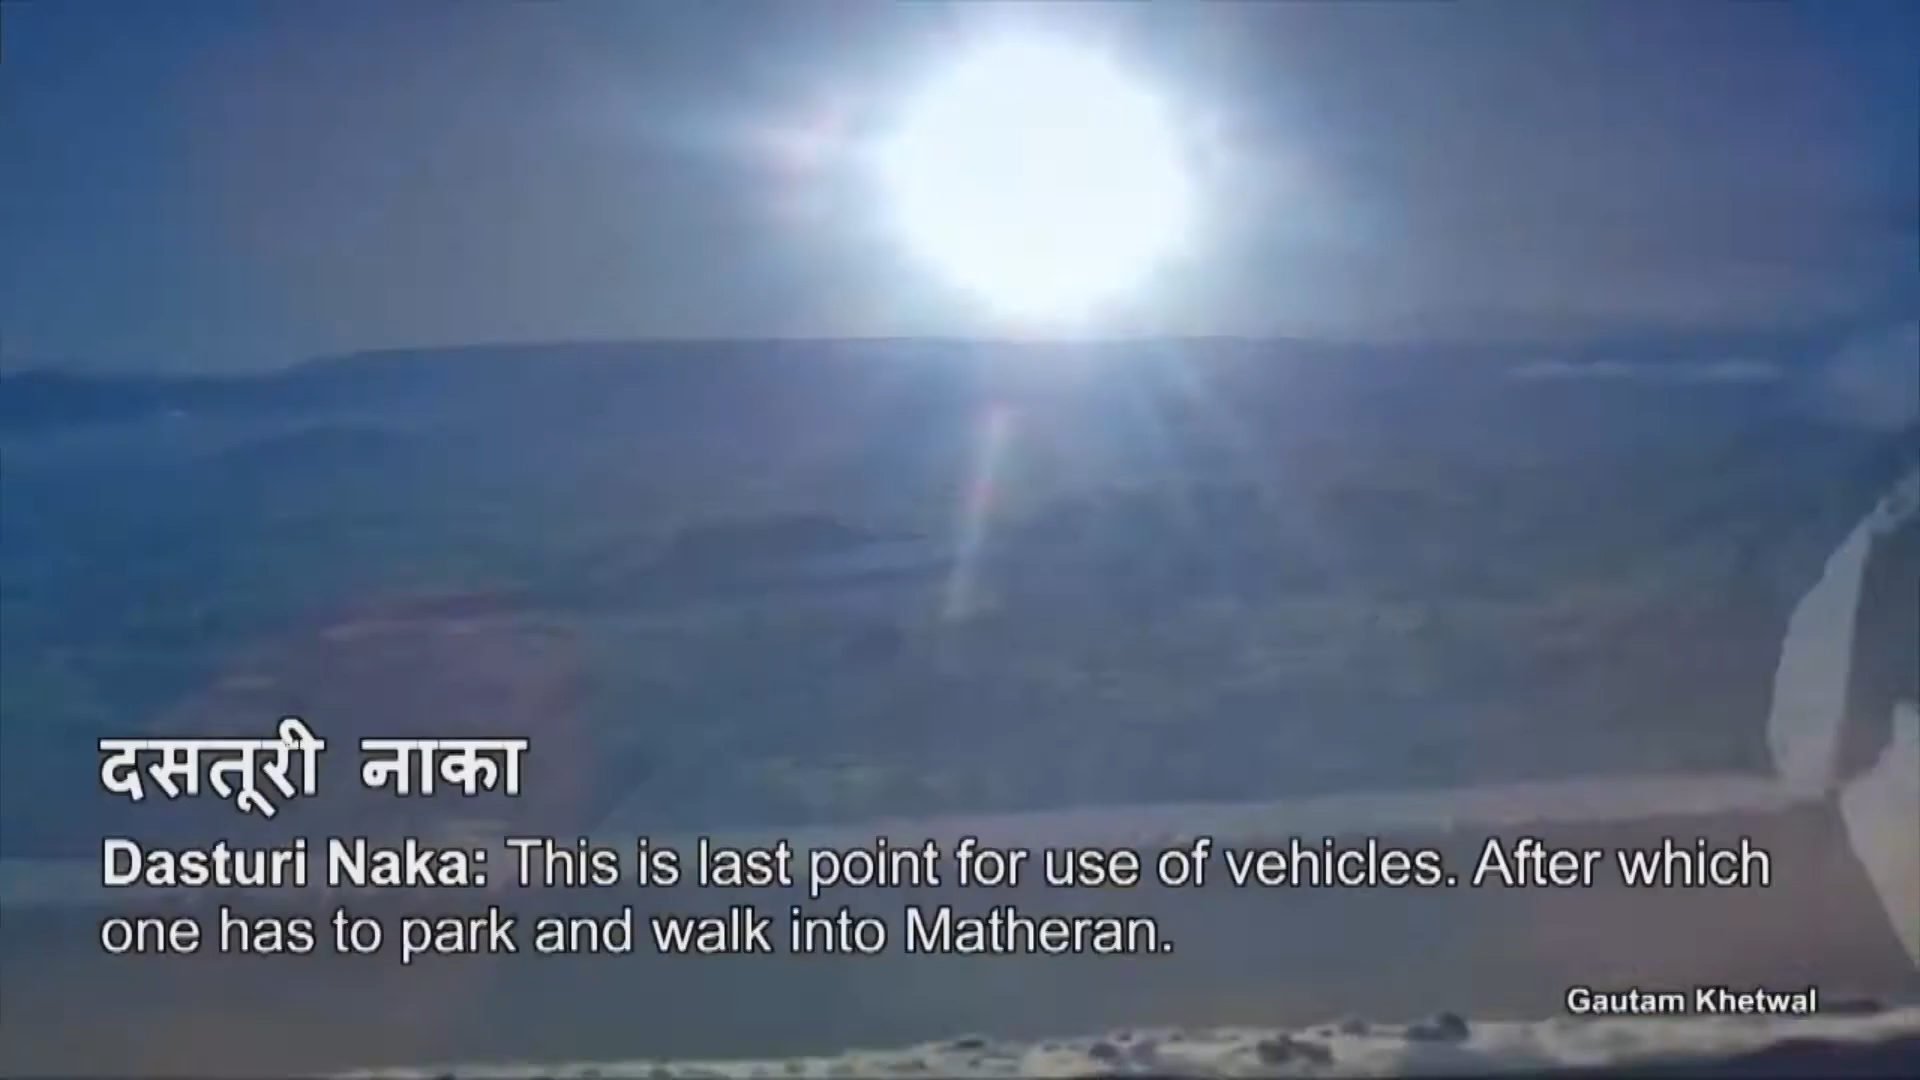 दसतूरी नाका
Dasturi Naka: This is last point for use of vehicles. After which
one has to park and walk into Matheran.
Gautam Khetwal